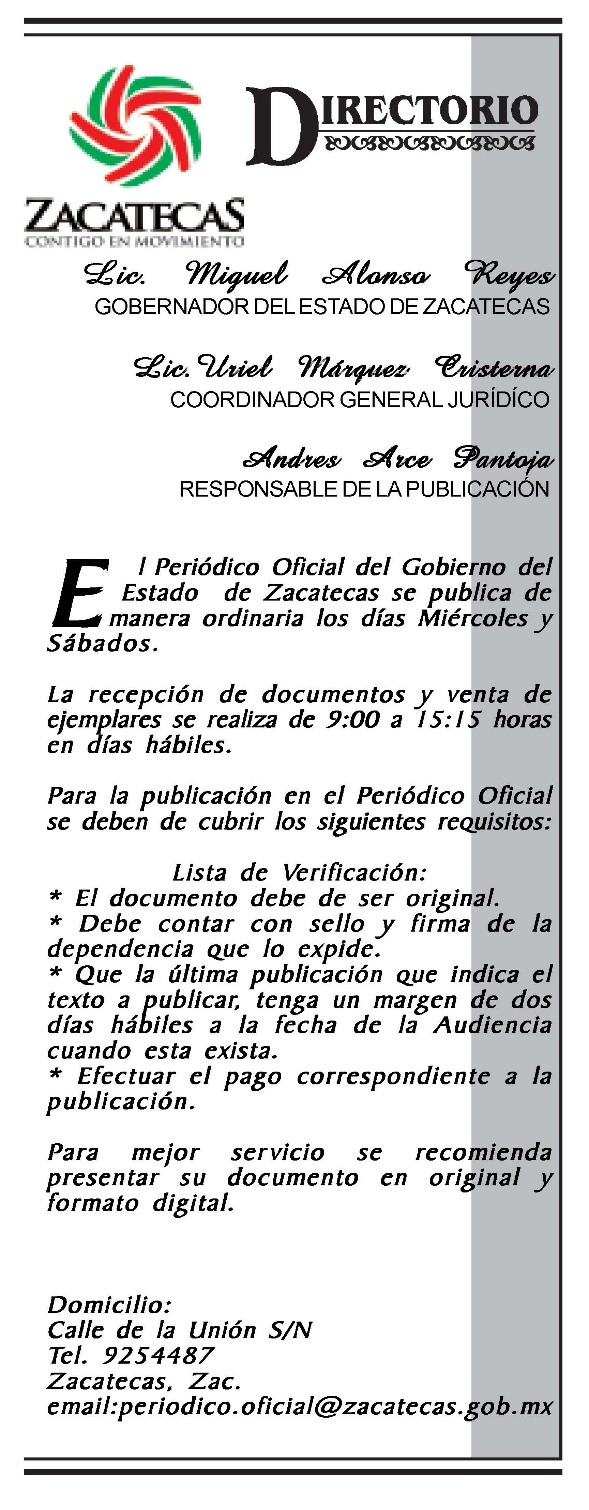 DIRECTORIO
ZACATECAS
CONTIGO EN MOVIMIENTO
Lic. Miguel Alonso Reyes
GOBERNADOR DEL ESTADO DE ZACATECAS
Lic. Uriel Márquez Cristerna
COORDINADOR GENERAL JURÍDÍCO
Andres Arce Pantoja
RESPONSABLE DE LA PUBLICACIÓN
El Periódico Oficial del Gobierno del
Estado de Zacatecas se publica de
manera ordinaria los días Miércoles y
Sábados.
La recepción de documentos y venta de
ejemplares se realiza de 9:00 a 15:15 horas
en días hábiles.
Para la publicación en el Periódico Oficial
se deben de cubrir los siguientes requisitos:
Lista de Verificación:
* El documento debe de ser original.
* Debe contar con sello y firma de la
dependencia que lo expide.
* Que la última publicación que indica el
texto a publicar, tenga un margen de dos
días hábiles a la fecha de la Audiencia
cuando esta exista.
* Efectuar el pago correspondiente a la
publicación.
Para mejor servicio se recomienda
presentar su documento en original y
formato digital.
Domicilio:
Calle de la Unión S/N
Tel. 9254487
Zacatecas, Zac.
email:periodico.oficial@zacatecas.gob.mx